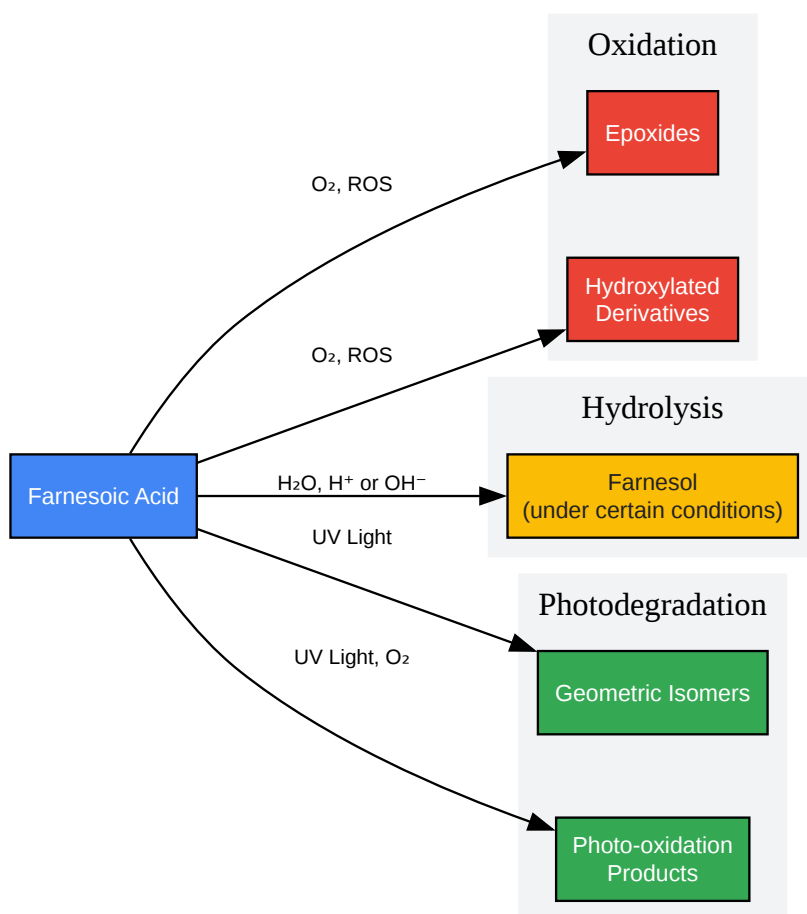 Oxidation
Epoxides
O₂, ROS
Hydroxylated
Derivatives
O₂, ROS
Hydrolysis
Farnesoic Acid
H₂O, H⁺ or OH⁻
Farnesol
(under certain conditions)
UV Light
Photodegradation
UV Light, O₂
Geometric Isomers
Photo-oxidation
Products